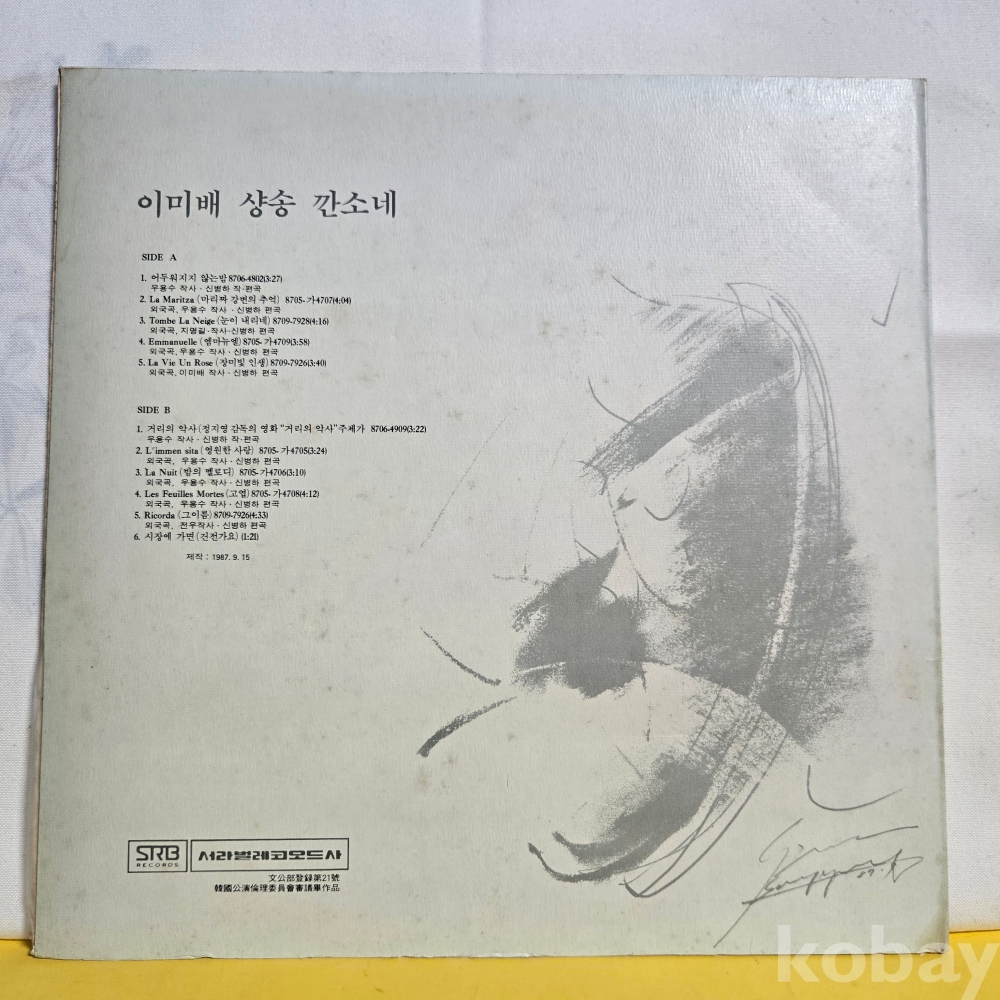 이미배 샹송 깐소네
SIDE A
1. 어두워지지 않는밤 8706-4802(3:27)
우용수 작사·신병하 작·편곡
2. La Maritza (마리짜 강변의 추억) 8705-가4707(4:04)
외국곡, 우용수 작사·신병하 편곡
3. Tombe La Neige (눈이 내리네) 8709-7928(4:16)
외국곡, 지명길·작사·신병하 편곡
4. Emmanuelle (엠마뉴엘) 8705-가4709(3:58)
외국곡, 우용수 작사·신병하 편곡
5. La Vie Un Rose (장미빛 인생) 8709-7926(3:40)
외국곡, 이미배 작사·신병하 편곡
SIDE B
1. 거리의 악사 (정지영 감독의 영화 "거리의 악사" 주제가 8706-4909(3:22)
우용수 작사·신병하 작·편곡
2. L'immen sita (영원한 사랑) 8705-가4705(3:24)
외국곡, 우용수 작사·신병하 편곡
3. La Nuit (밤의 멜로디) 8705-가4706(3:10)
외국곡, 우용수 작사·신병하 편곡
4. Les Feuilles Mortes (고엽) 8705-가4708(4:12)
외국곡, 우용수 작사·신병하 편곡
5. Ricorda (그이름) 8709-7926(4:33)
외국곡, 전우작사·신병하 편곡
6. 시장에 가면 (건전가요) (1:21)
제작 : 1987. 9. 15
SRB RECORDS 서라벌레코오드사
文公部登録第21號
韓國公演倫理委員會審議畢作品
kobay